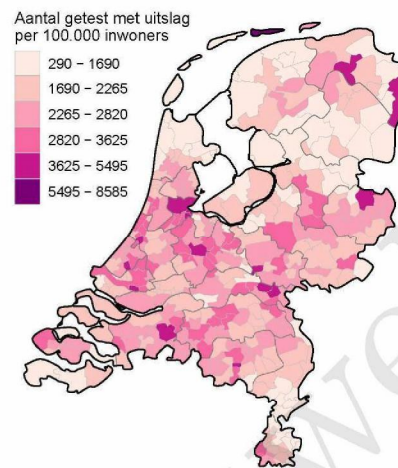 Aantal getest met uitslag
per 100.000 inwoners
290 – 1690
1690 – 2265
2265 – 2820
2820 – 3625
3625 – 5495
5495 – 8585